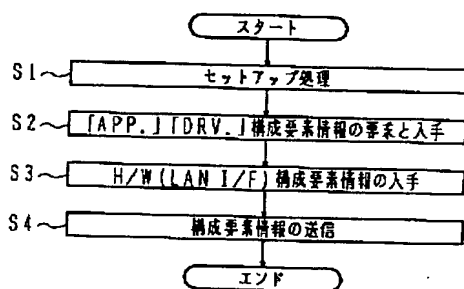 スタート
S1 セットアップ処理
S2 「APP.」「DRV.」構成要素情報の要求と入手
S3 H/W(LAN I/F)構成要素情報の入手
S4 構成要素情報の送信
エンド